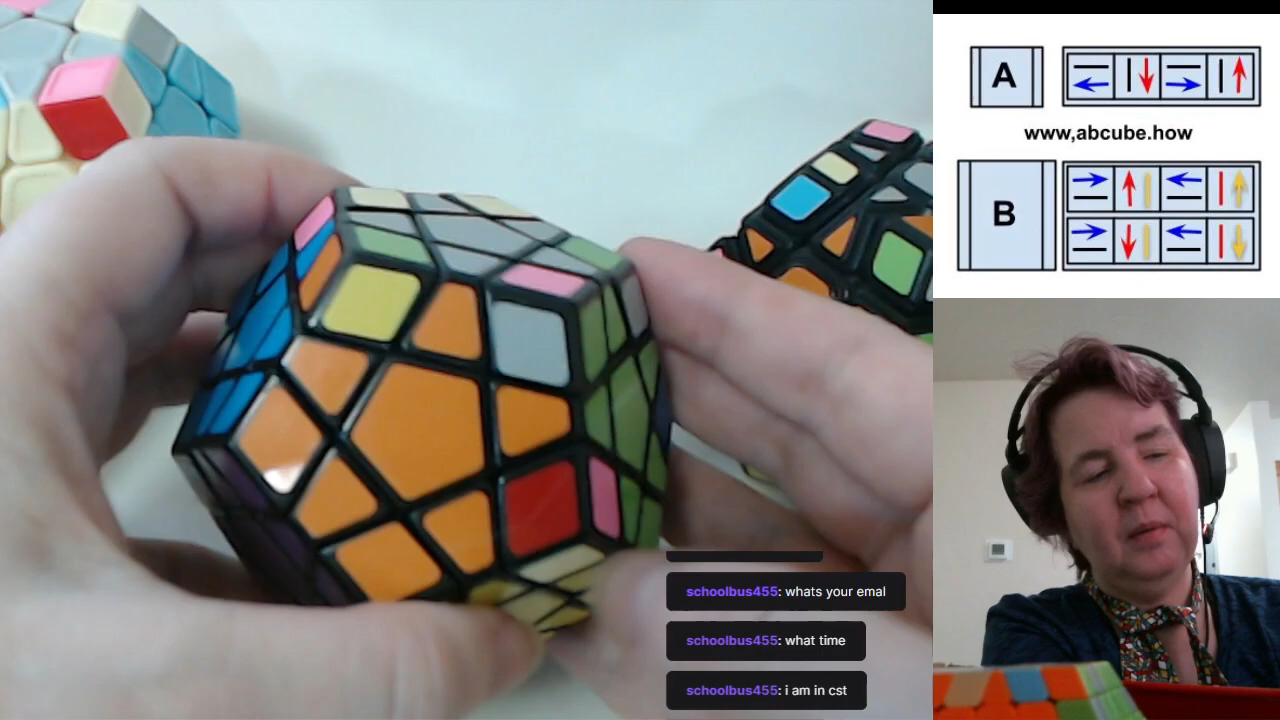 A
www,abcube.how
B
schoolbus455: whats your emal
schoolbus455: what time
schoolbus455: i am in cst